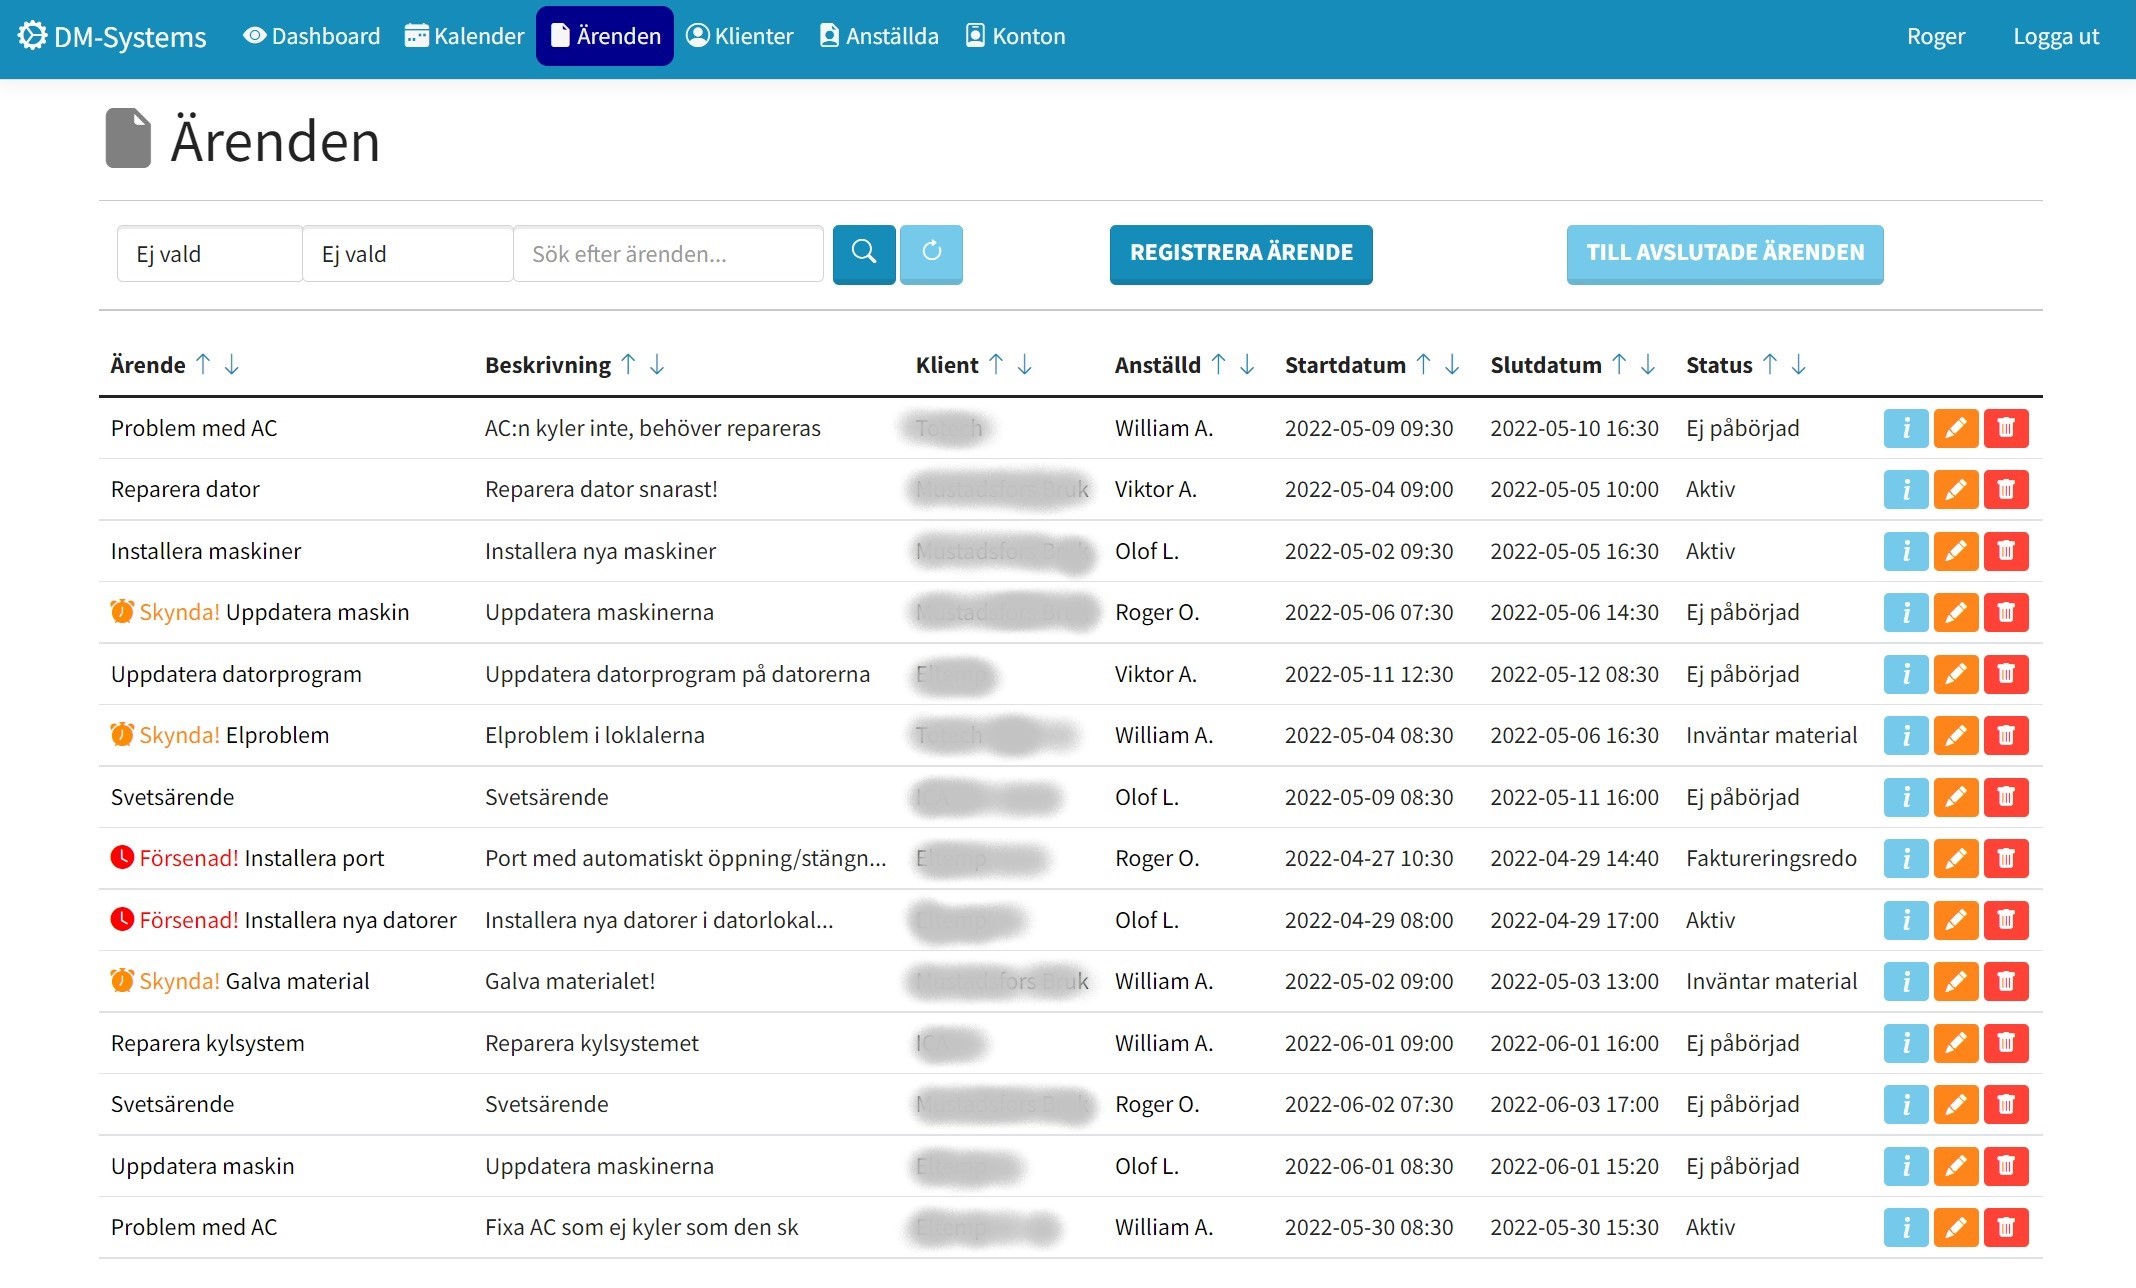 DM-Systems Dashboard Kalender Ärenden Klienter Anställda Konton Roger Logga ut
Ärenden
Ej vald Ej vald Sök efter ärenden... REGISTRERA ÄRENDE TILL AVSLUTADE ÄRENDEN
Ärende ↑ ↓ Beskrivning ↑ ↓ Klient ↑ ↓ Anställd ↑ ↓ Startdatum ↑ ↓ Slutdatum ↑ ↓ Status ↑ ↓
Problem med AC AC:n kyler inte, behöver repareras William A. 2022-05-09 09:30 2022-05-10 16:30 Ej påbörjad i
Reparera dator Reparera dator snarast! Viktor A. 2022-05-04 09:00 2022-05-05 10:00 Aktiv i
Installera maskiner Installera nya maskiner Olof L. 2022-05-02 09:30 2022-05-05 16:30 Aktiv i
Skynda! Uppdatera maskin Uppdatera maskinerna Roger O. 2022-05-06 07:30 2022-05-06 14:30 Ej påbörjad i
Uppdatera datorprogram Uppdatera datorprogram på datorerna Viktor A. 2022-05-11 12:30 2022-05-12 08:30 Ej påbörjad i
Skynda! Elproblem Elproblem i loklalerna William A. 2022-05-04 08:30 2022-05-06 16:30 Inväntar material i
Svetsärende Svetsärende Olof L. 2022-05-09 08:30 2022-05-11 16:00 Ej påbörjad i
Försenad! Installera port Port med automatiskt öppning/stängn... Roger O. 2022-04-27 10:30 2022-04-29 14:40 Faktureringsredo i
Försenad! Installera nya datorer Installera nya datorer i datorlokal... Olof L. 2022-04-29 08:00 2022-04-29 17:00 Aktiv i
Skynda! Galva material Galva materialet! William A. 2022-05-02 09:00 2022-05-03 13:00 Inväntar material i
Reparera kylsystem Reparera kylsystemet William A. 2022-06-01 09:00 2022-06-01 16:00 Ej påbörjad i
Svetsärende Svetsärende Roger O. 2022-06-02 07:30 2022-06-03 17:00 Ej påbörjad i
Uppdatera maskin Uppdatera maskinerna Olof L. 2022-06-01 08:30 2022-06-01 15:20 Ej påbörjad i
Problem med AC Fixa AC som ej kyler som den sk William A. 2022-05-30 08:30 2022-05-30 15:30 Aktiv i